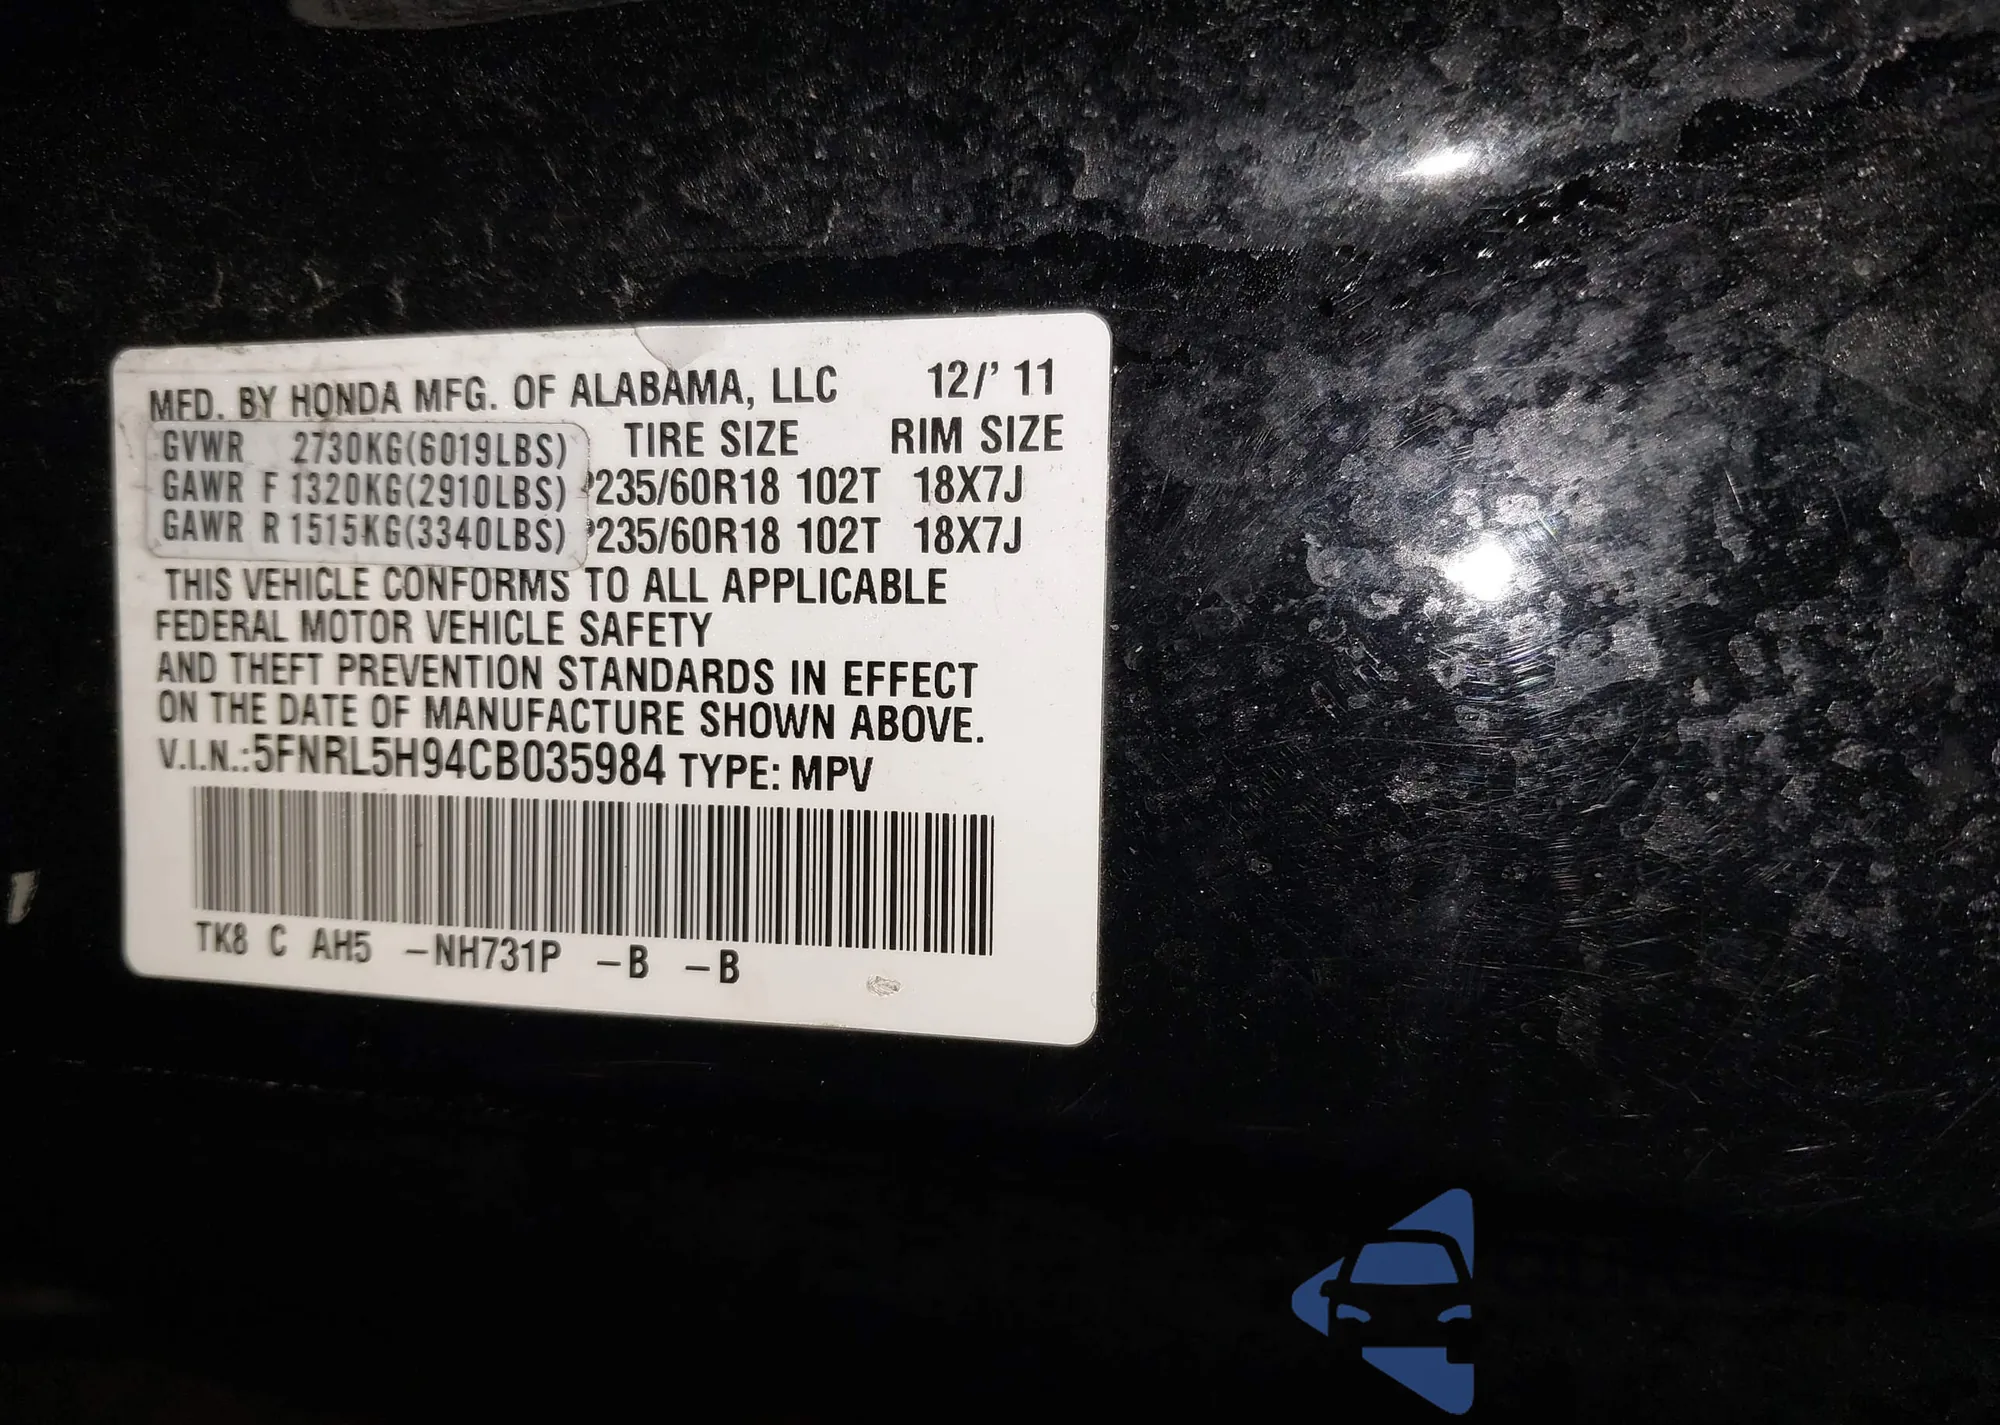 MFD. BY HONDA MFG. OF ALABAMA, LLC 12/' 11
GVWR 2730KG(6019LBS) TIRE SIZE RIM SIZE
GAWR F 1320KG(2910LBS) P235/60R18 102T 18X7J
GAWR R 1515KG(3340LBS) P235/60R18 102T 18X7J
THIS VEHICLE CONFORMS TO ALL APPLICABLE
FEDERAL MOTOR VEHICLE SAFETY
AND THEFT PREVENTION STANDARDS IN EFFECT
ON THE DATE OF MANUFACTURE SHOWN ABOVE.
V.I.N.:5FNRL5H94CB035984 TYPE: MPV
TK8 C AH5 –NH731P –B –B